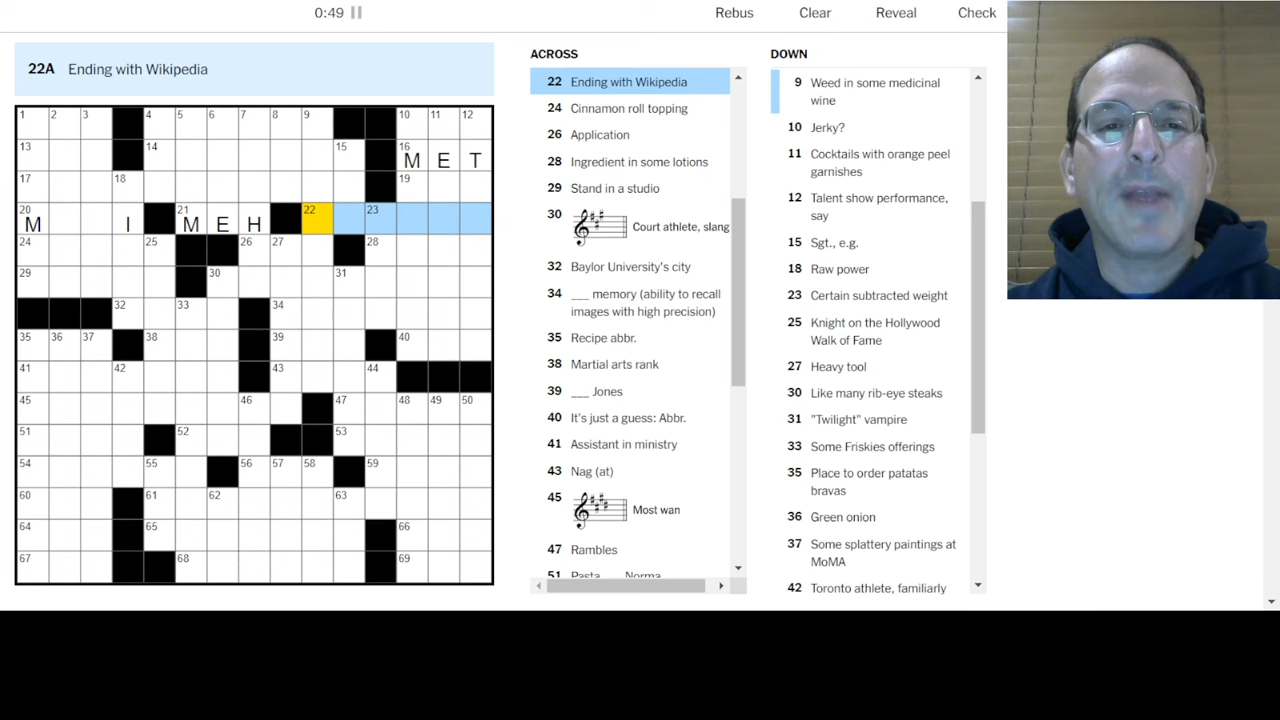 0:49
Rebus Clear Reveal Check
22A Ending with Wikipedia
1 2 3 4 5 6 7 8 9 10 11 12
13 14 15 16 M E T
17 18 19
20 M I 21 M E H 22 23
24 25 26 27 28
29 30 31
32 33 34
35 36 37 38 39 40
41 42 43 44
45 46 47 48 49 50
51 52 53
54 55 56 57 58 59
60 61 62 63
64 65 66
67 68 69
ACROSS
22 Ending with Wikipedia
24 Cinnamon roll topping
26 Application
28 Ingredient in some lotions
29 Stand in a studio
30 Court athlete, slang
32 Baylor University's city
34 ___ memory (ability to recall
images with high precision)
35 Recipe abbr.
38 Martial arts rank
39 ___ Jones
40 It's just a guess: Abbr.
41 Assistant in ministry
43 Nag (at)
45 Most wan
47 Rambles
51 Pasta ___ Norma
DOWN
9 Weed in some medicinal
wine
10 Jerky?
11 Cocktails with orange peel
garnishes
12 Talent show performance,
say
15 Sgt., e.g.
18 Raw power
23 Certain subtracted weight
25 Knight on the Hollywood
Walk of Fame
27 Heavy tool
30 Like many rib-eye steaks
31 "Twilight" vampire
33 Some Friskies offerings
35 Place to order patatas
bravas
36 Green onion
37 Some splattery paintings at
MoMA
42 Toronto athlete, familiarly